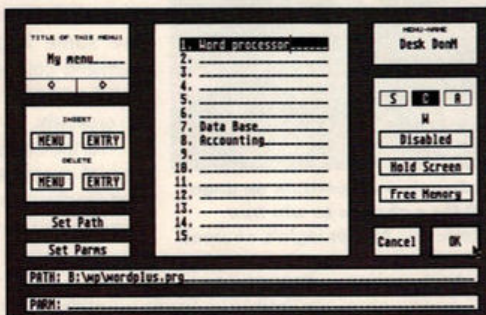 TITLE OF THIS MENU:
My menu
INSERT
MENU ENTRY
DELETE
MENU ENTRY
Set Path
Set Parms
1. Word processor
2.
3.
4.
5.
6.
7. Data Base
8. Accounting
9.
10.
11.
12.
13.
14.
15.
MENU-NAME
Desk DonM
S G A
W
Disabled
Hold Screen
Free Memory
Cancel OK
PATH: B:\wp\wordplus.prg
PARM: